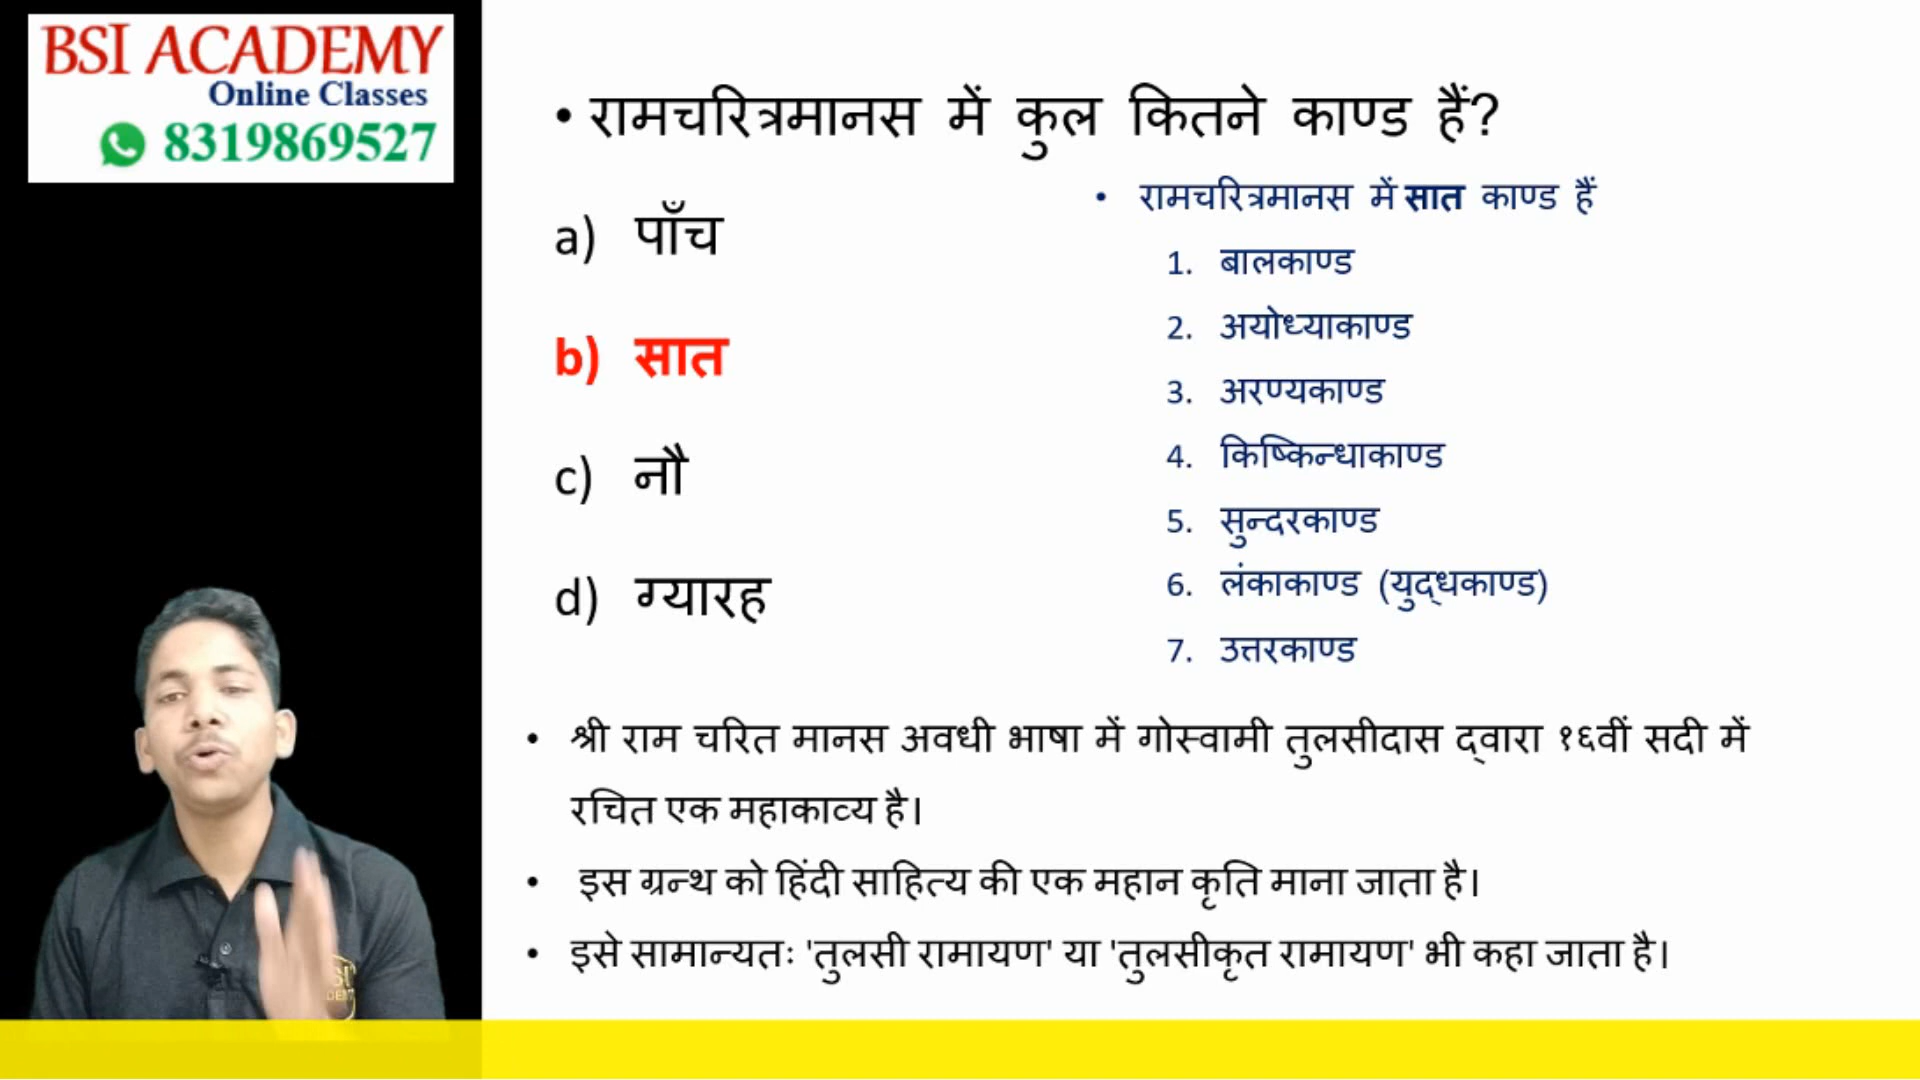 BSI ACADEMY
Online Classes
8319869527
• रामचरित्रमानस में कुल कितने काण्ड हैं?
a) पाँच
b) सात
c) नौ
d) ग्यारह
• रामचरित्रमानस में सात काण्ड हैं
1. बालकाण्ड
2. अयोध्याकाण्ड
3. अरण्यकाण्ड
4. किष्किन्धाकाण्ड
5. सुन्दरकाण्ड
6. लंकाकाण्ड (युद्धकाण्ड)
7. उत्तरकाण्ड
• श्री राम चरित मानस अवधी भाषा में गोस्वामी तुलसीदास द्वारा १६वीं सदी में
रचित एक महाकाव्य है।
• इस ग्रन्थ को हिंदी साहित्य की एक महान कृति माना जाता है।
• इसे सामान्यतः 'तुलसी रामायण' या 'तुलसीकृत रामायण' भी कहा जाता है।